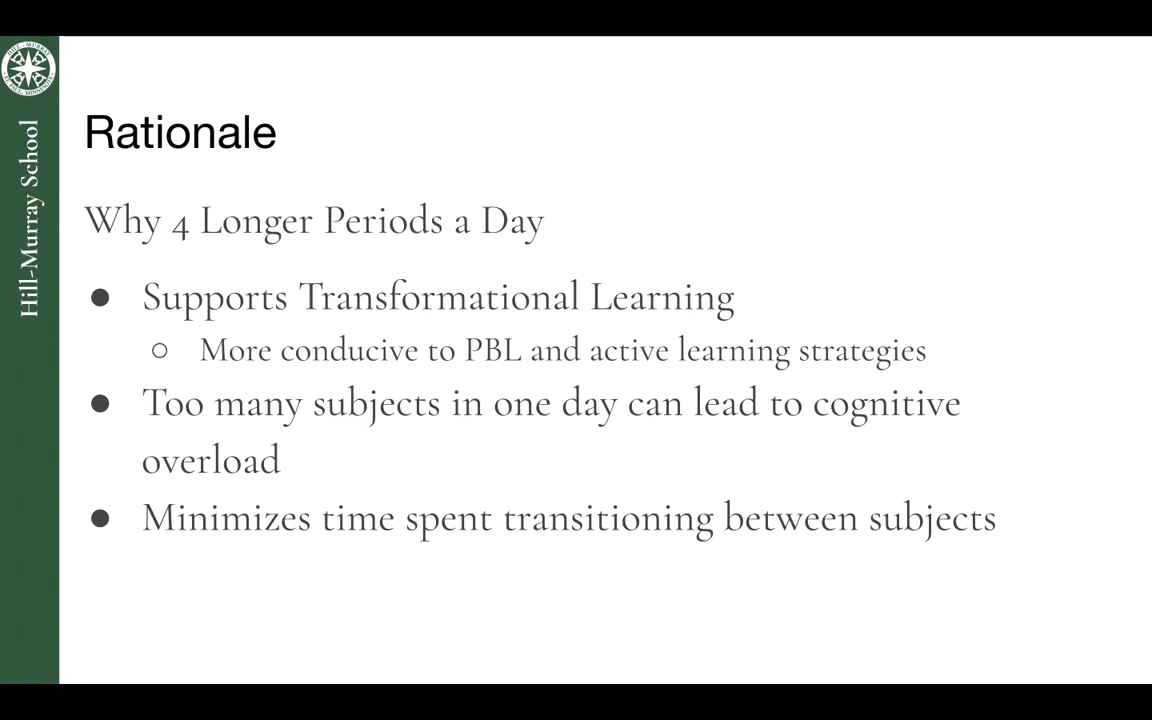 Hill-Murray School
Rationale
Why 4 Longer Periods a Day
● Supports Transformational Learning
○ More conducive to PBL and active learning strategies
● Too many subjects in one day can lead to cognitive
overload
● Minimizes time spent transitioning between subjects